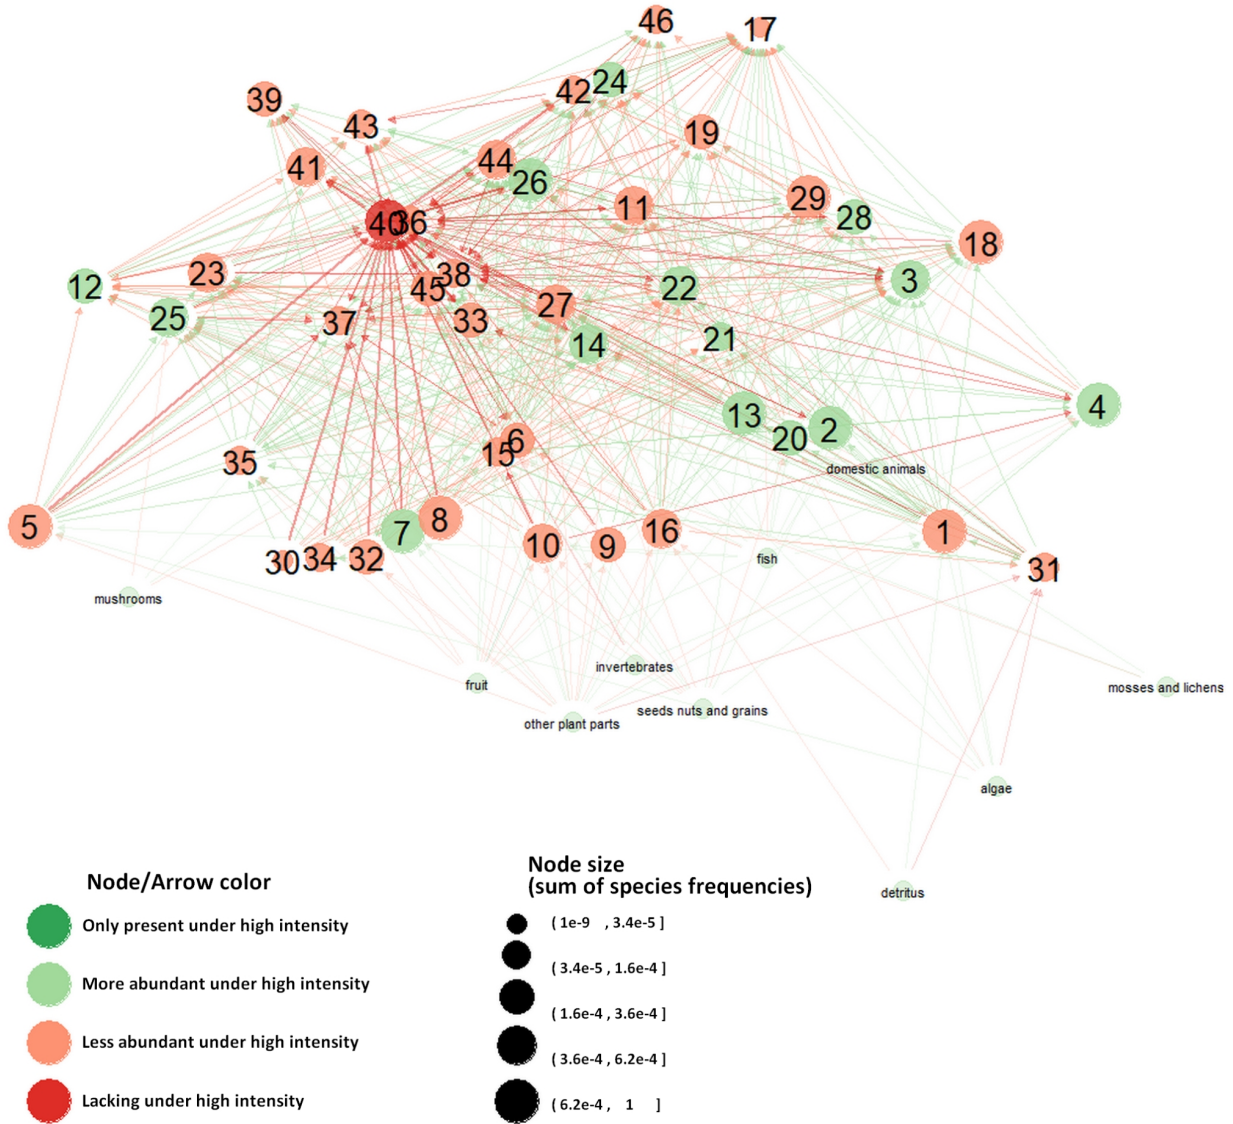 46
17
24
42
39
43
19
44
41
26
29
11
28
40
36
18
23
38
3
12
45
22
27
25
37
33
21
14
4
13
2
20
6
15
35
domestic animals
5
8
7
1
16
10
9
30
34
32
31
fish
mushrooms
invertebrates
fruit
mosses and lichens
seeds nuts and grains
other plant parts
algae
detritus
Node/Arrow color
Only present under high intensity
More abundant under high intensity
Less abundant under high intensity
Lacking under high intensity
Node size
(sum of species frequencies)
( 1e-9 , 3.4e-5 ]
( 3.4e-5 , 1.6e-4 ]
( 1.6e-4 , 3.6e-4 ]
( 3.6e-4 , 6.2e-4 ]
( 6.2e-4 , 1 ]